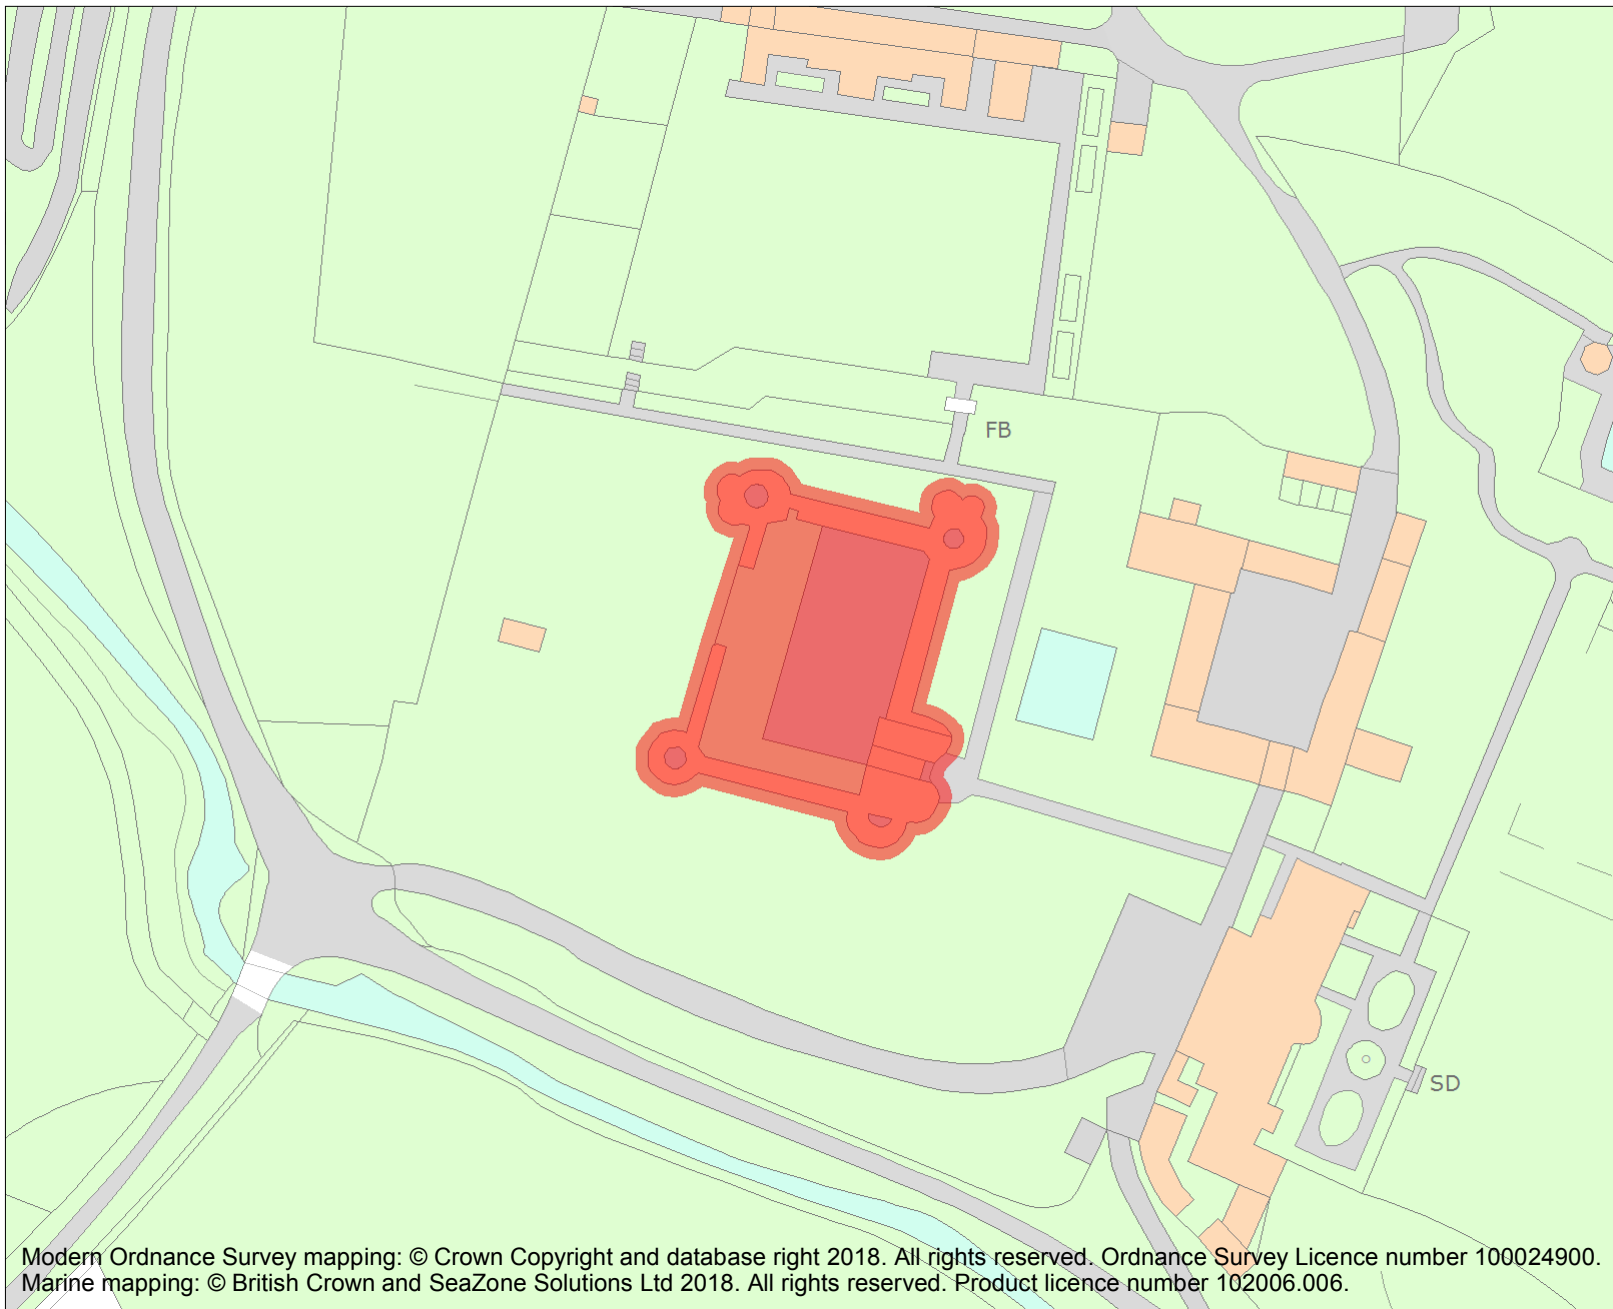 FB
SD
Modern Ordnance Survey mapping: © Crown Copyright and database right 2018. All rights reserved. Ordnance Survey Licence number 100024900.
Marine mapping: © British Crown and SeaZone Solutions Ltd 2018. All rights reserved. Product licence number 102006.006.